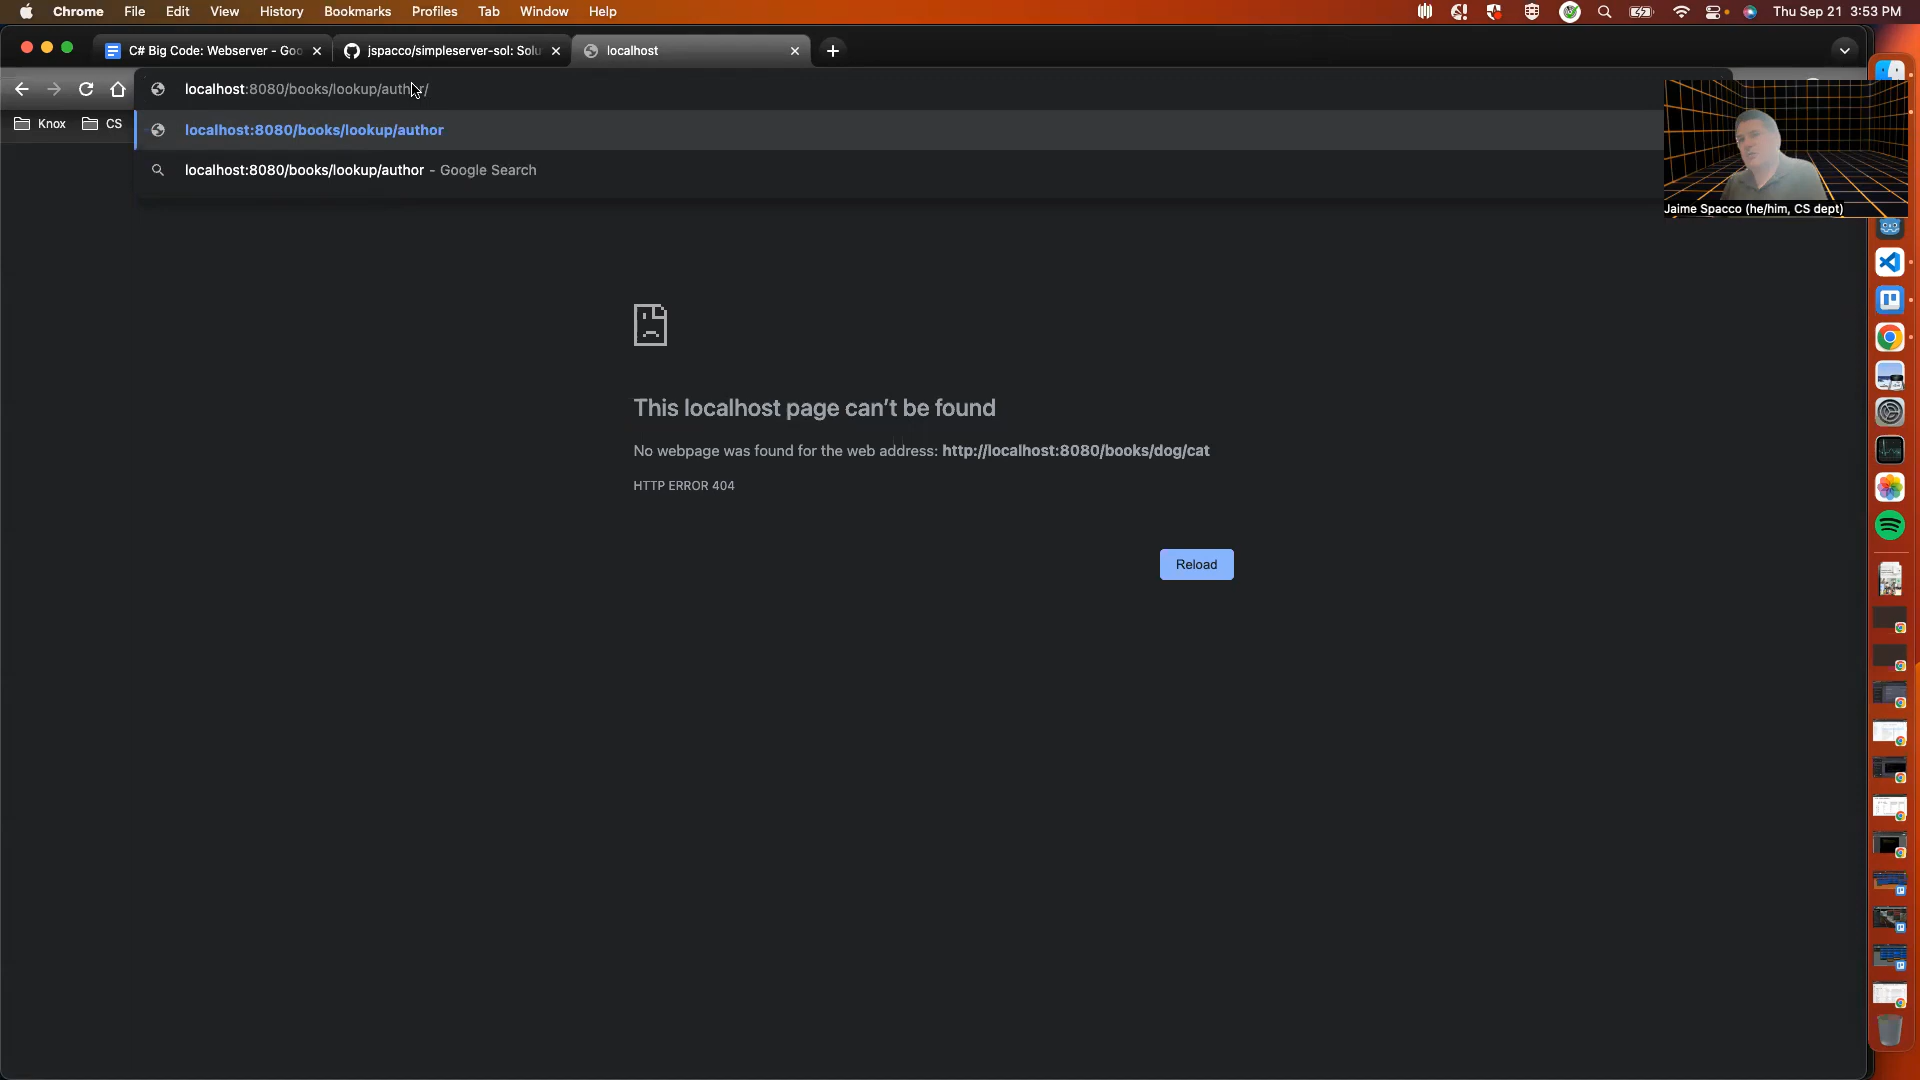 Chrome File Edit View History Bookmarks Profiles Tab Window Help Thu Sep 21 3:53 PM
C# Big Code: Webserver - Goo jspacco/simpleserver-sol: Solu localhost
localhost:8080/books/lookup/author/
Knox CS localhost:8080/books/lookup/author
localhost:8080/books/lookup/author - Google Search
Jaime Spacco (he/him, CS dept)
This localhost page can't be found
No webpage was found for the web address: http://localhost:8080/books/dog/cat
HTTP ERROR 404
Reload